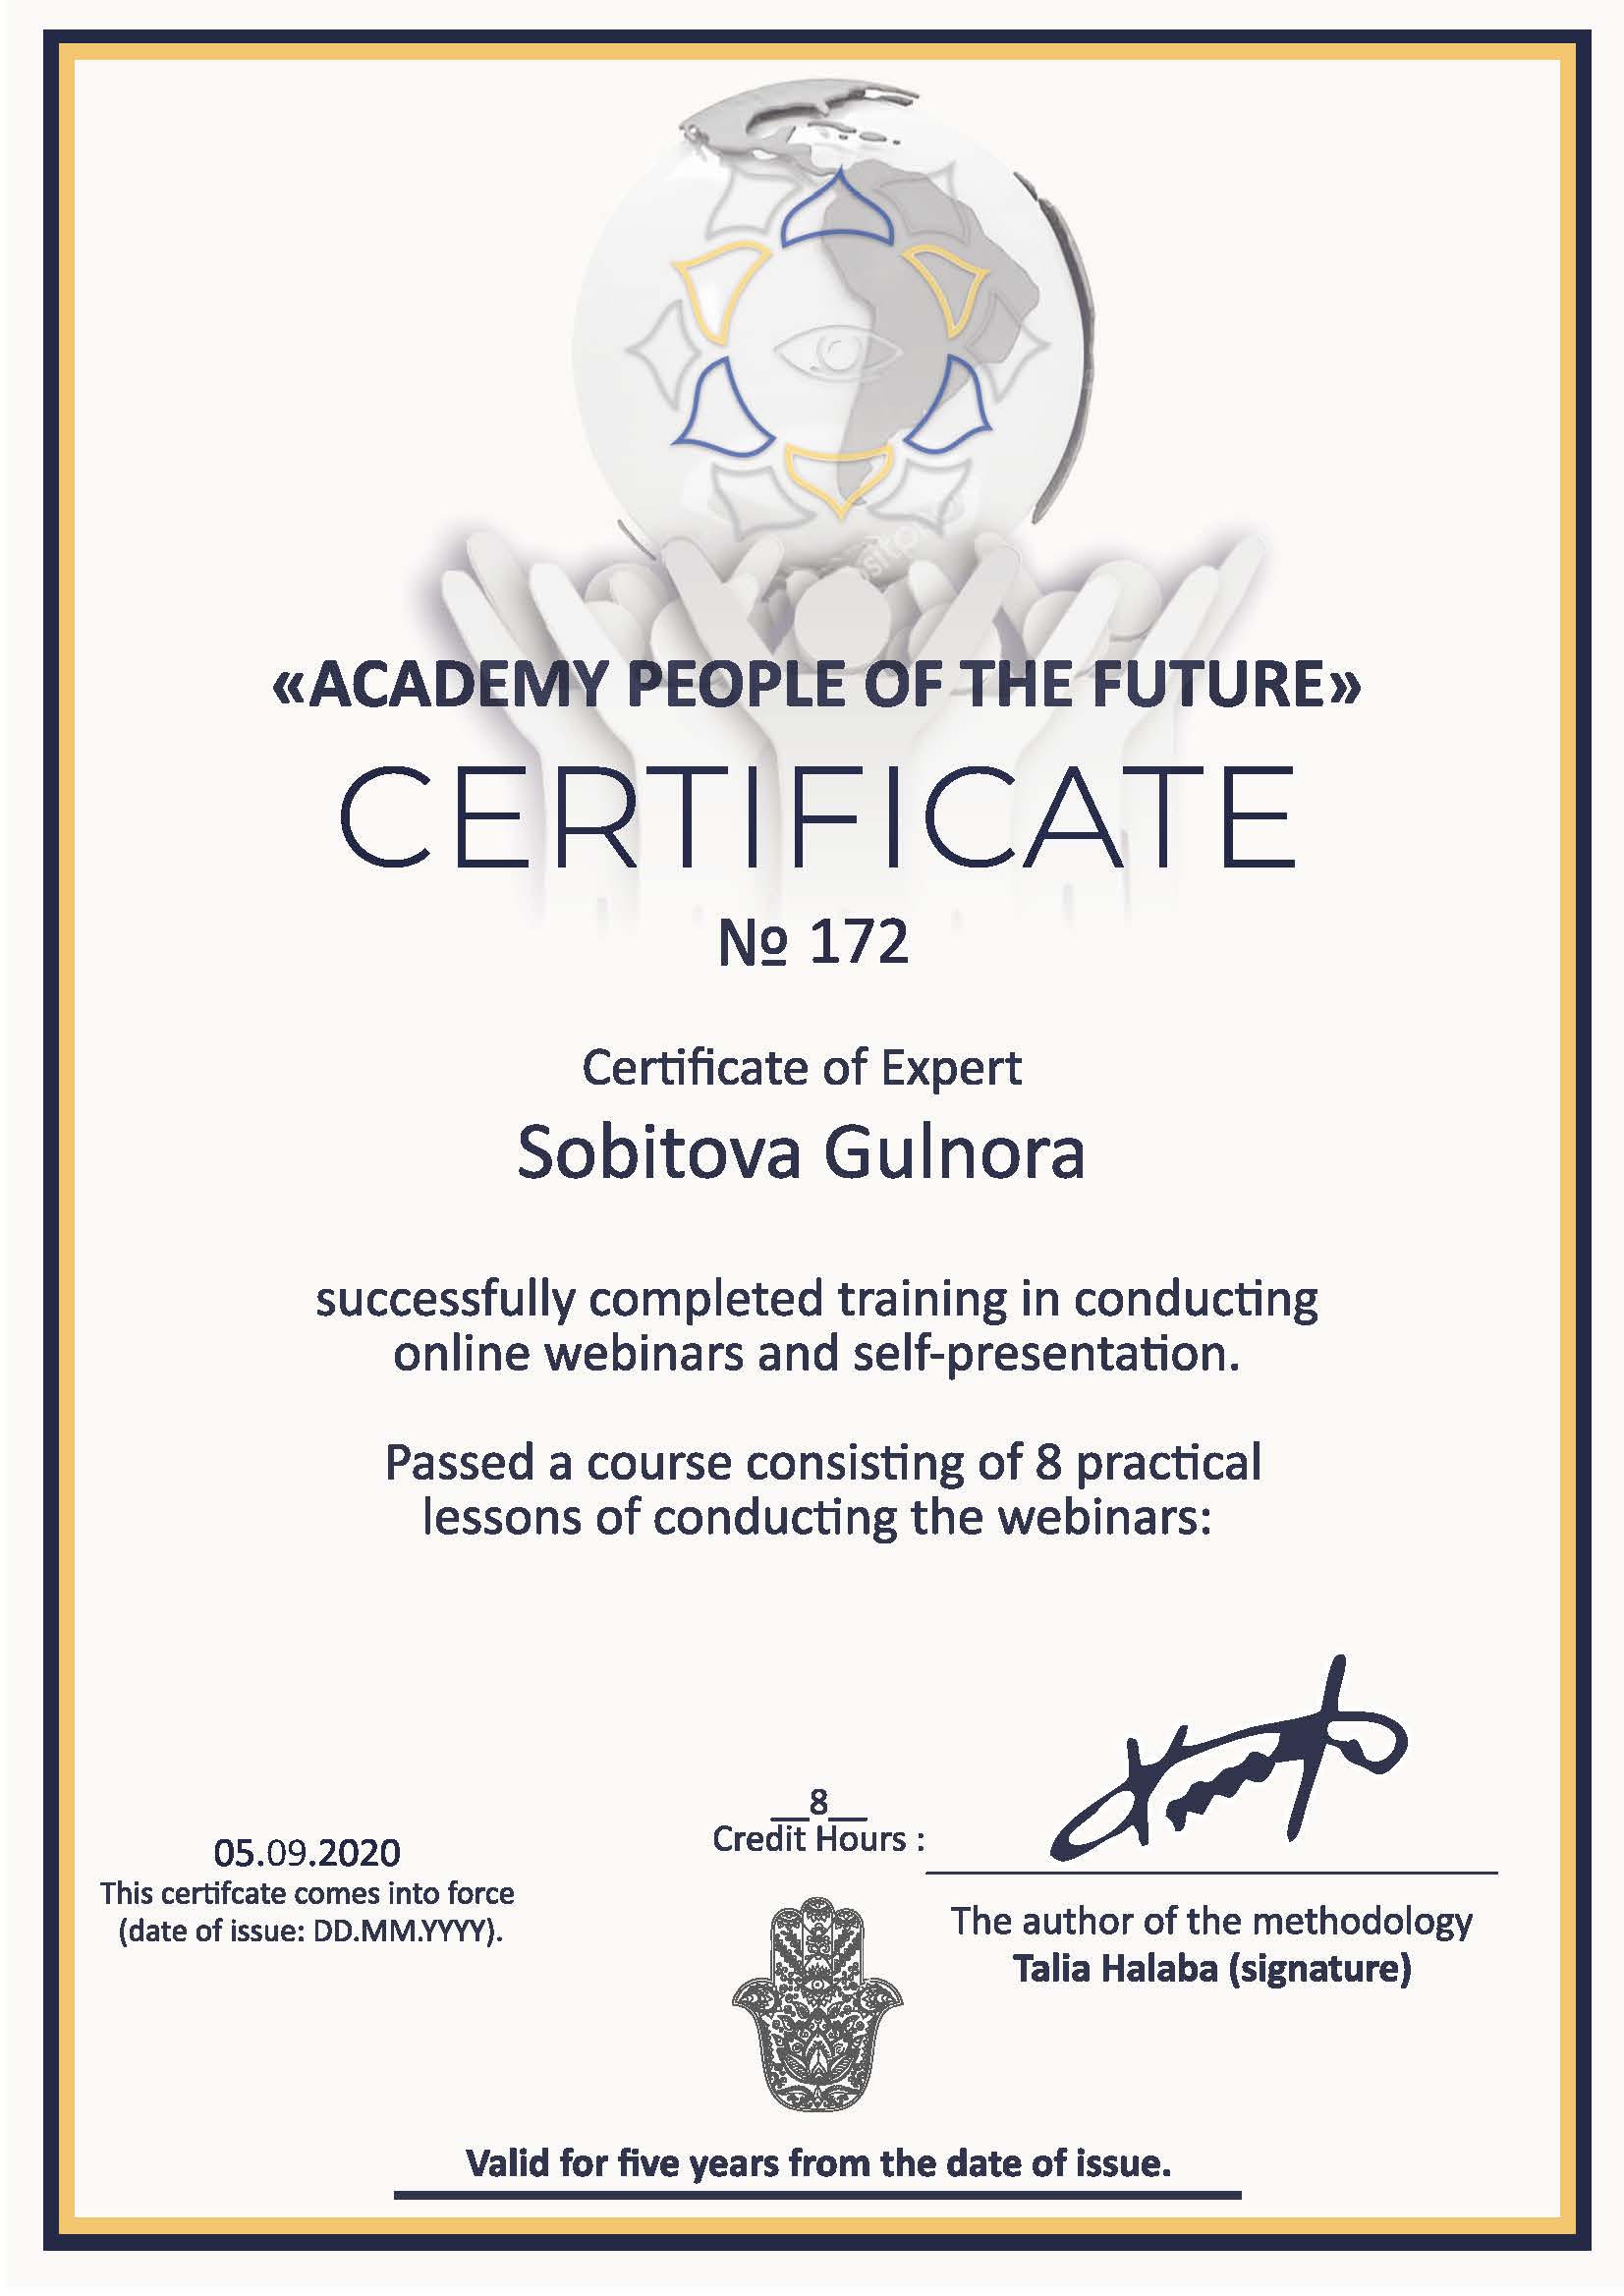 «ACADEMY PEOPLE OF THE FUTURE»
CERTIFICATE
№ 172
Certificate of Expert
Sobitova Gulnora
successfully completed training in conducting
online webinars and self-presentation.
Passed a course consisting of 8 practical
lessons of conducting the webinars:
__8__
Credit Hours :
05.09.2020
This certifcate comes into force
(date of issue: DD.MM.YYYY).
The author of the methodology
Talia Halaba (signature)
Valid for five years from the date of issue.